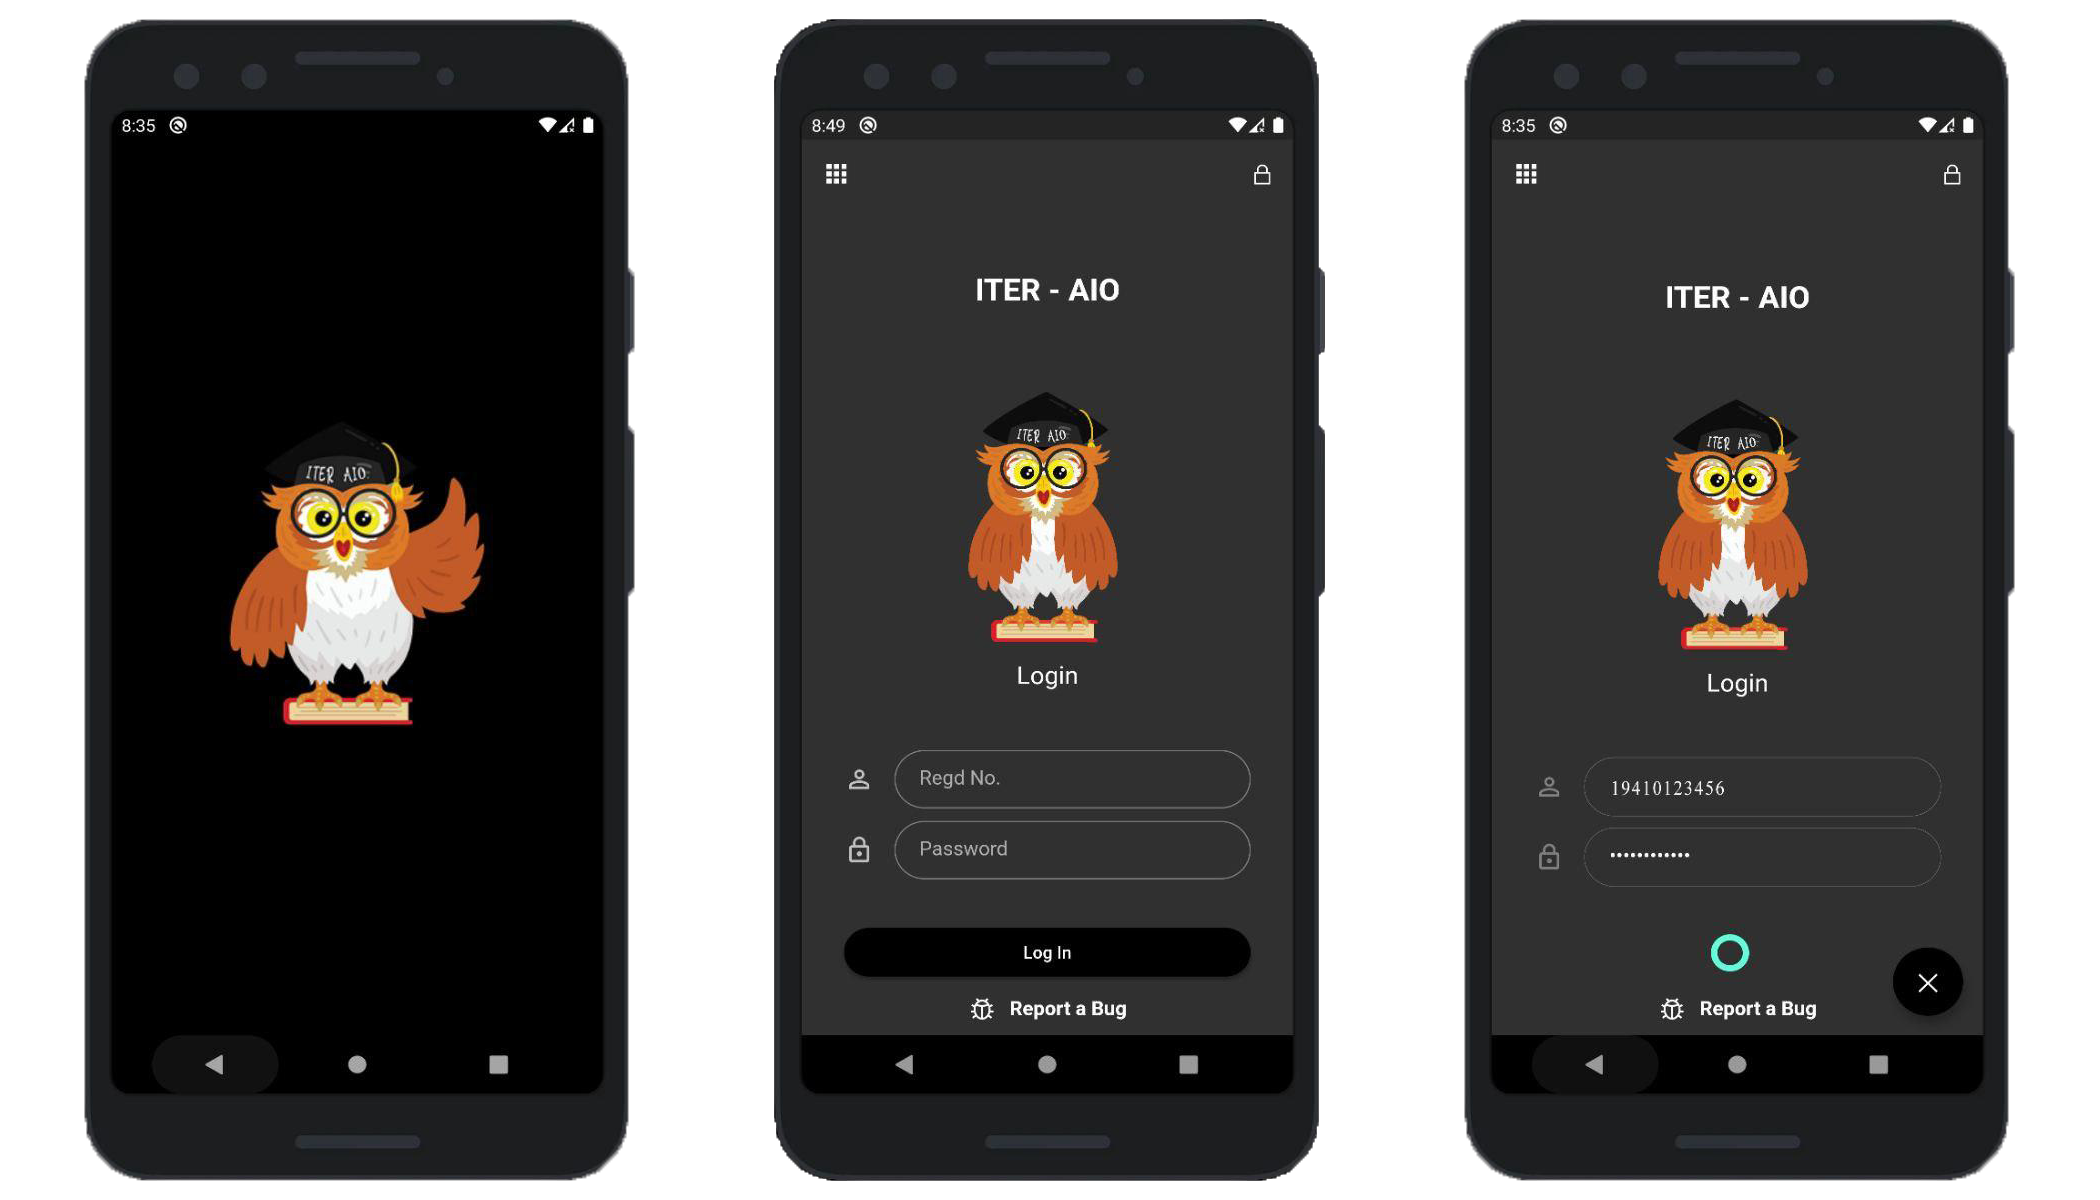 8:35
ITER AIO
8:49
ITER - AIO
ITER AIO
Login
Regd No.
Password
Log In
Report a Bug
8:35
ITER - AIO
ITER AIO
Login
19410123456
••••••••••••
Report a Bug